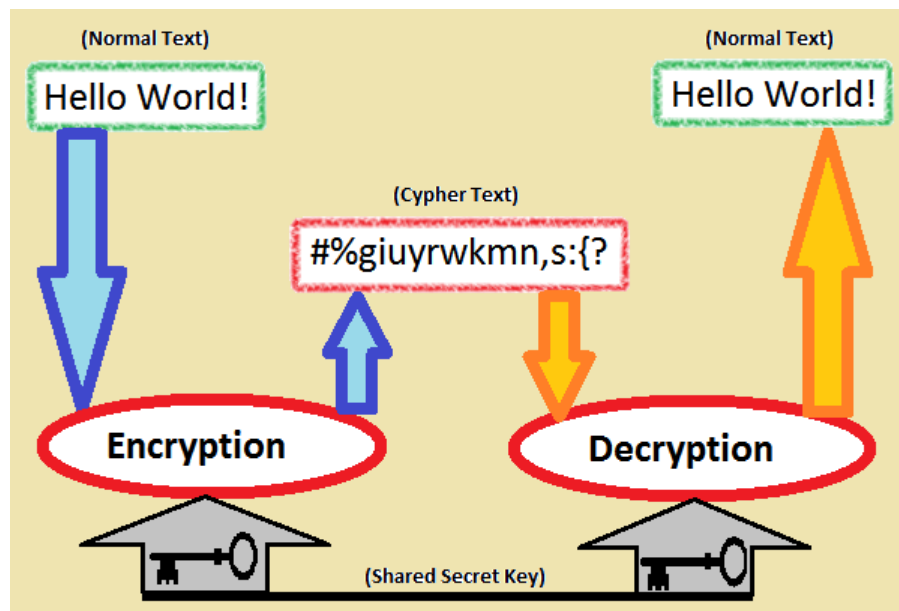 (Normal Text)
Hello World!
(Normal Text)
Hello World!
(Cypher Text)
#%giuyrwkmn,s:{?
Encryption
Decryption
(Shared Secret Key)